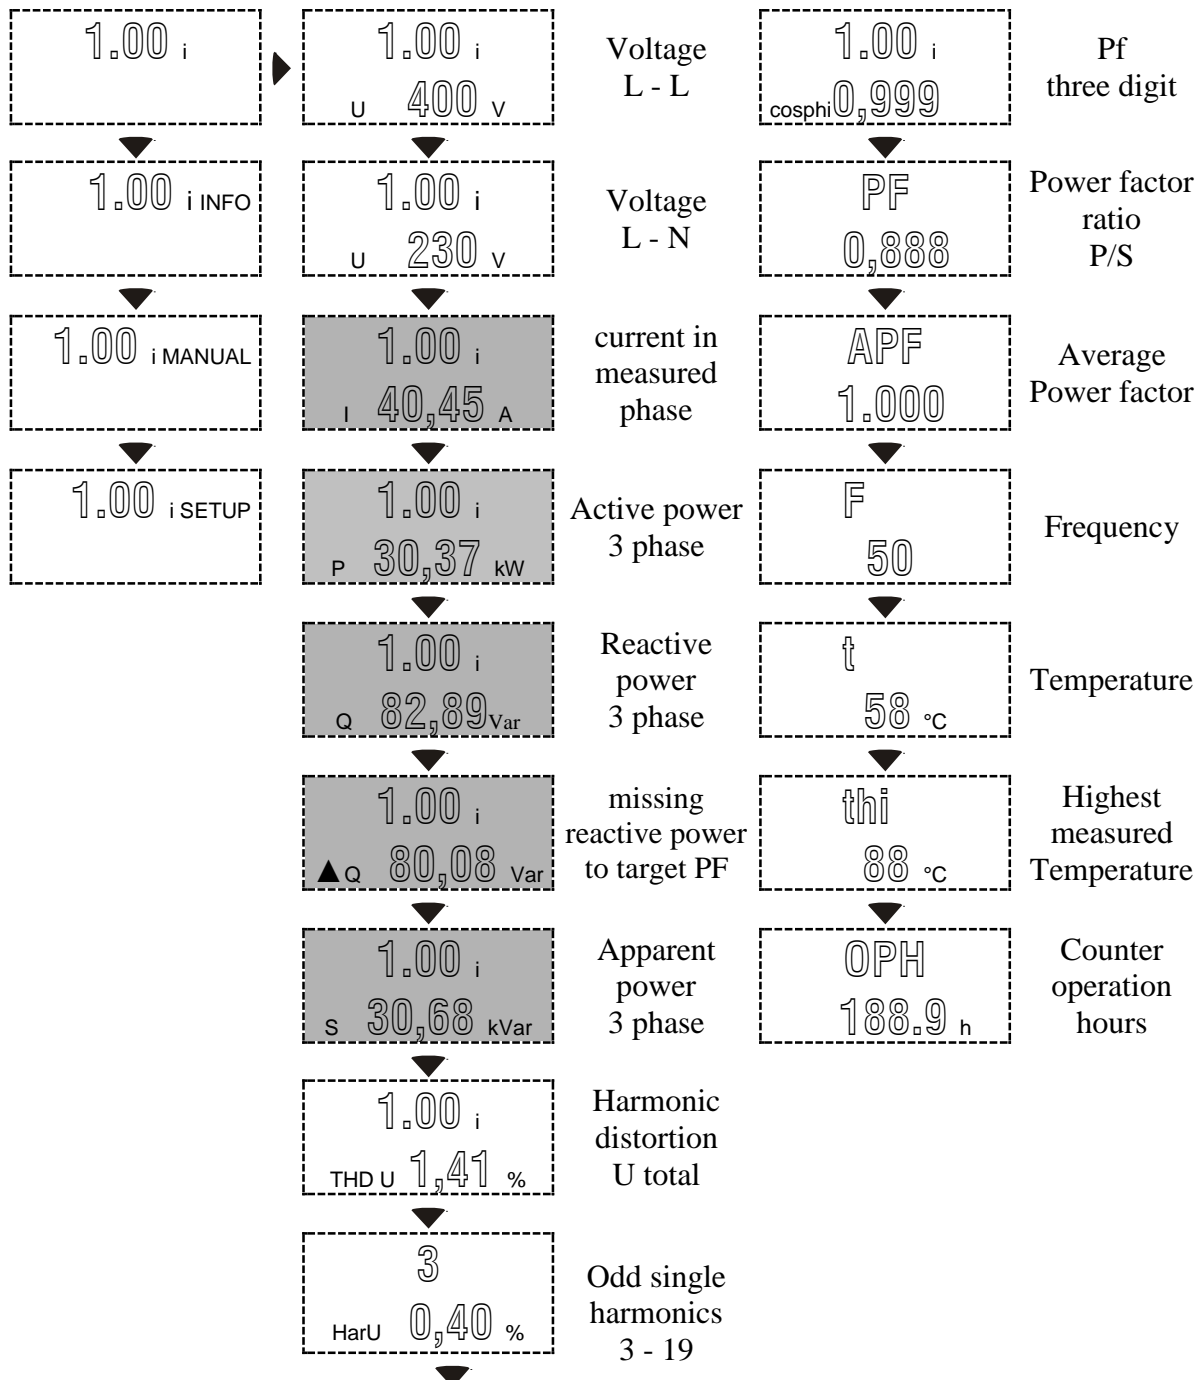 1.00 i
1.00 i INFO
1.00 i MANUAL
1.00 i SETUP
1.00 i
U 400 V
Voltage
L - L
1.00 i
U 230 V
Voltage
L - N
1.00 i
I 40,45 A
current in
measured
phase
1.00 i
P 30,37 kW
Active power
3 phase
1.00 i
Q 82,89 Var
Reactive
power
3 phase
1.00 i
▲Q 80,08 Var
missing
reactive power
to target PF
1.00 i
S 30,68 kVar
Apparent
power
3 phase
1.00 i
THD U 1,41 %
Harmonic
distortion
U total
3
HarU 0,40 %
Odd single
harmonics
3 - 19
1.00 i
cosphi 0,999
Pf
three digit
PF
0,888
Power factor
ratio
P/S
APF
1.000
Average
Power factor
F
50
Frequency
t
58 °C
Temperature
thi
88 °C
Highest
measured
Temperature
OPH
188.9 h
Counter
operation
hours